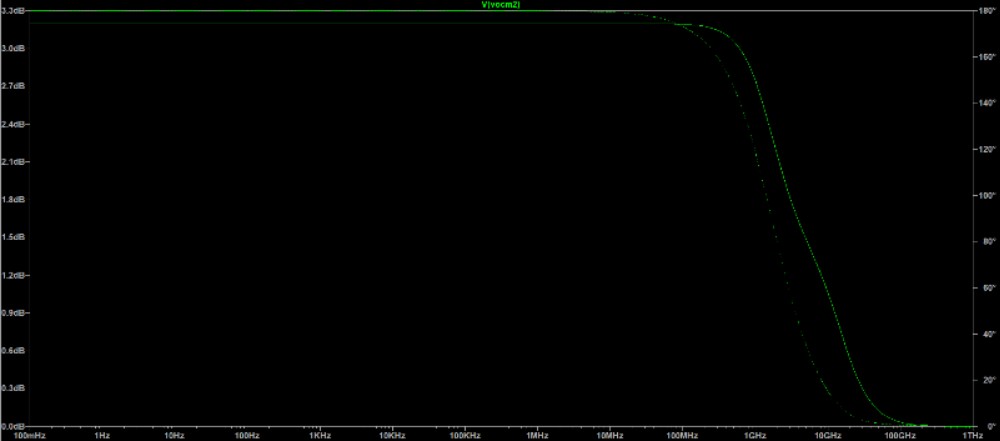 V(vocm2)
3.3dB 180°
3.0dB 160°
2.7dB 140°
2.4dB 120°
2.1dB 100°
1.8dB 80°
1.5dB 60°
1.2dB 40°
0.9dB 20°
0.6dB 0°
0.3dB
0.0dB
100mHz 1Hz 10Hz 100Hz 1KHz 10KHz 100KHz 1MHz 10MHz 100MHz 1GHz 10GHz 100GHz 1THz